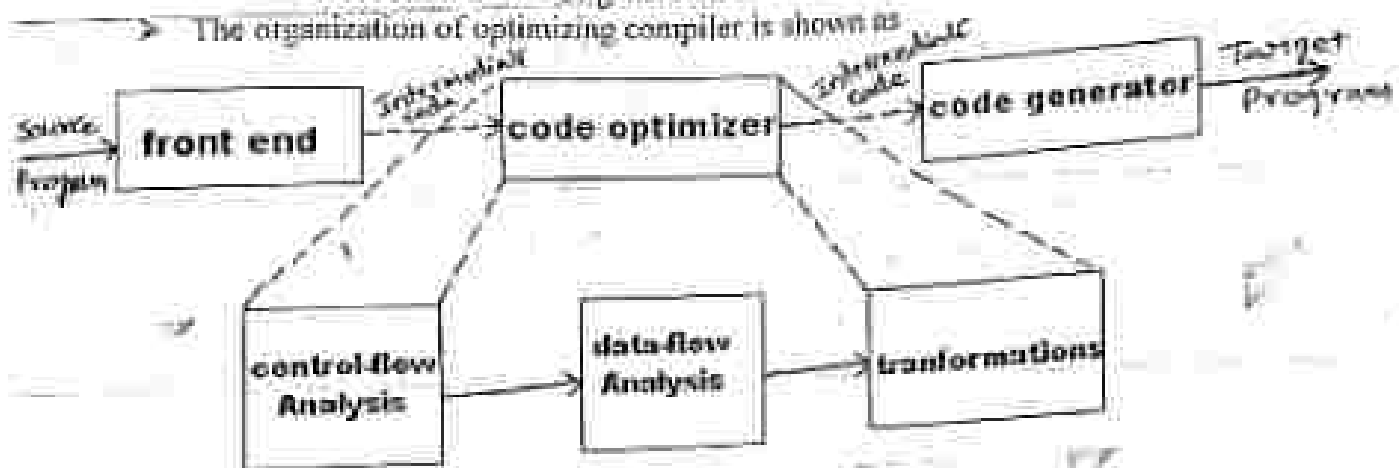 The organization of optimizing compiler is shown as
Source
Program
front end
Intermediate
code
code optimizer
Intermediate
code
code generator
Target
Program
control-flow
Analysis
data-flow
Analysis
tranformations